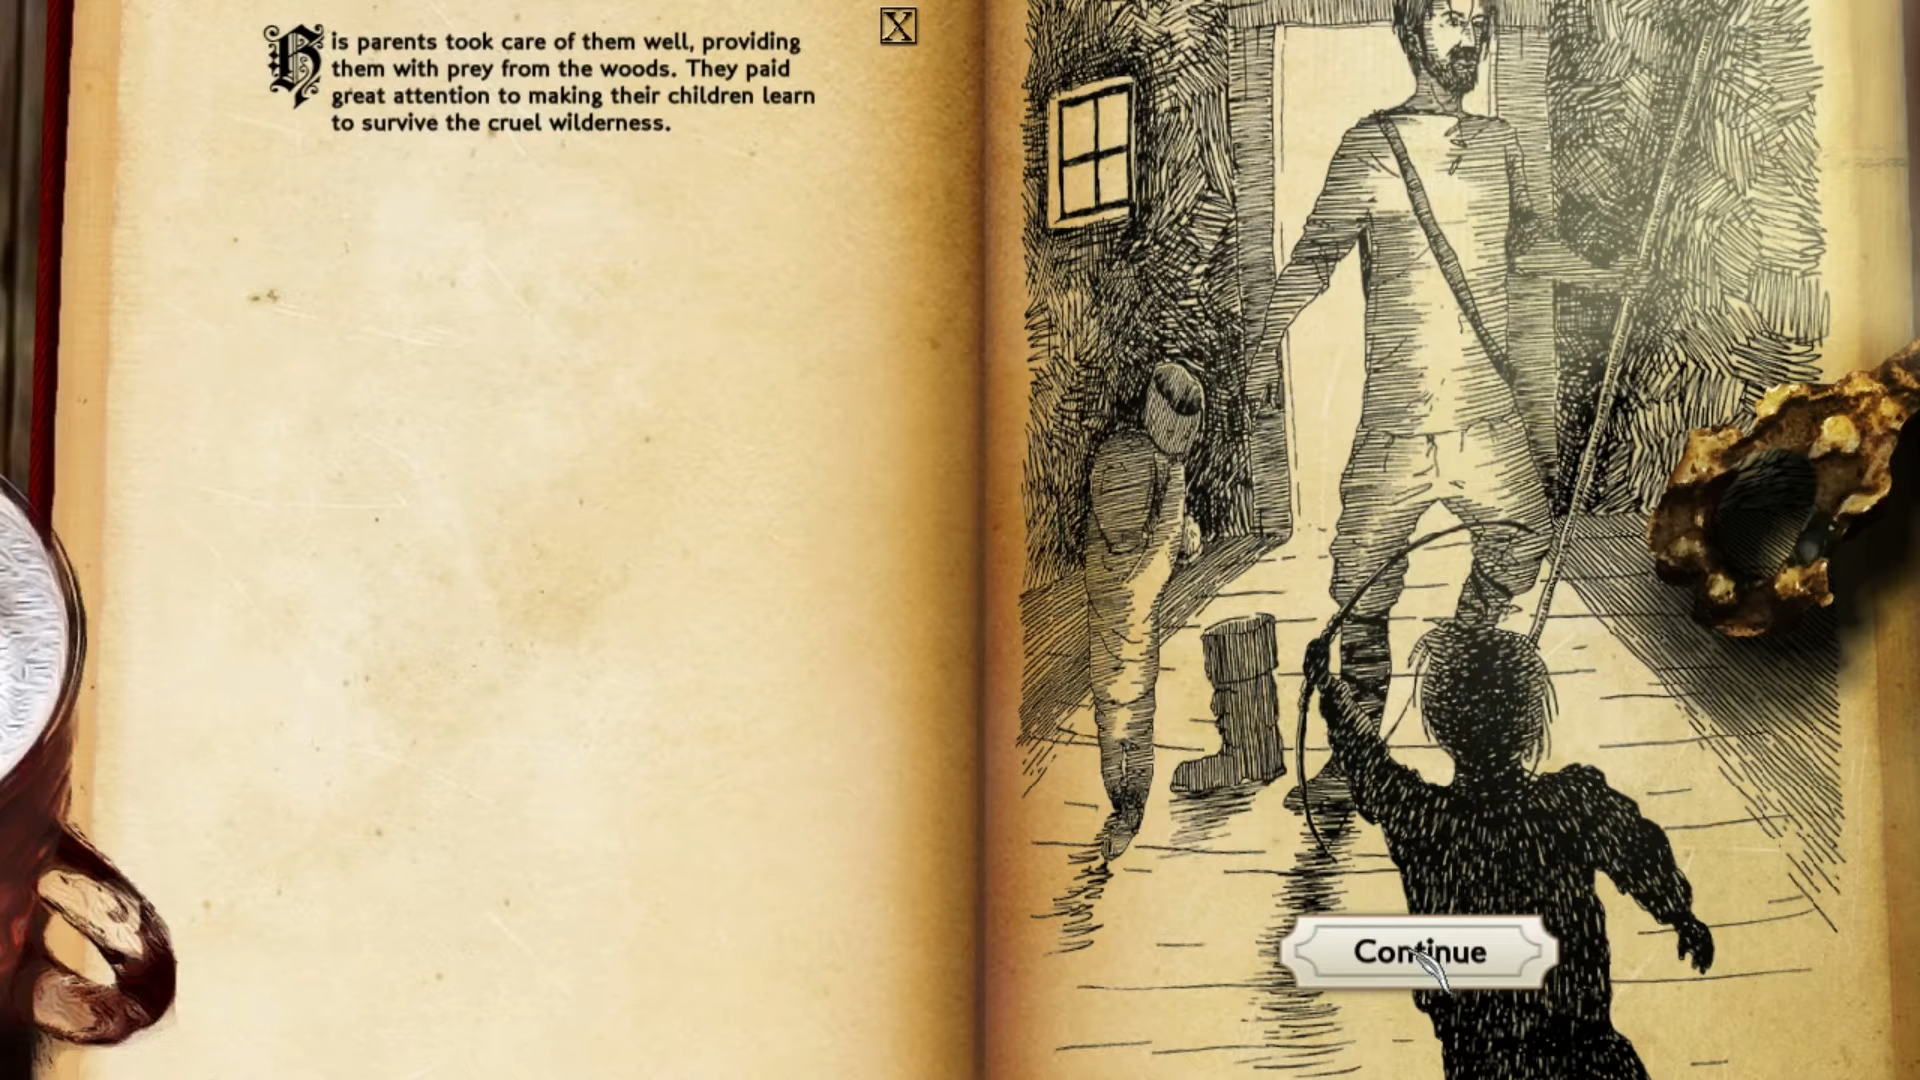 His parents took care of them well, providing
them with prey from the woods. They paid
great attention to making their children learn
to survive the cruel wilderness.
X
Continue